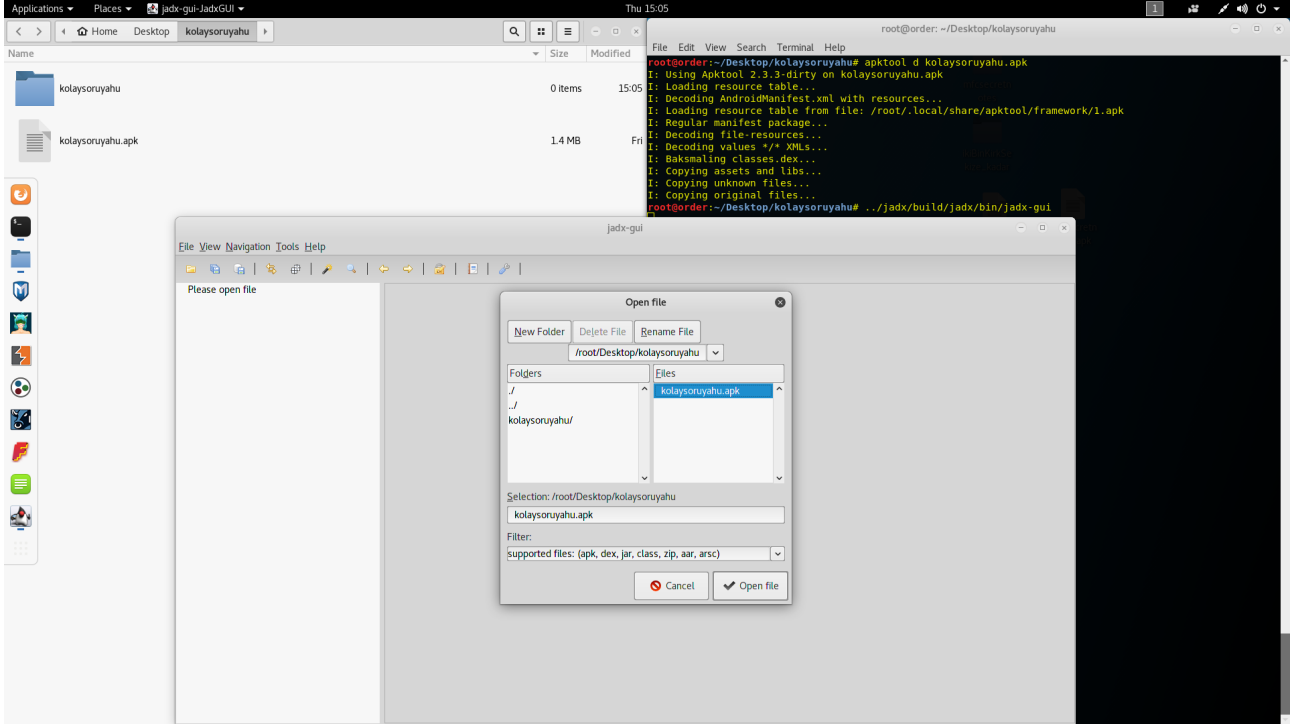 Applications Places jadx-gui-JadxGUI Thu 15:05 1
Home Desktop kolaysoruyahu
Name Size Modified
kolaysoruyahu 0 items 15:05
kolaysoruyahu.apk 1.4 MB Fri
root@order: ~/Desktop/kolaysoruyahu
File Edit View Search Terminal Help
root@order:~/Desktop/kolaysoruyahu# apktool d kolaysoruyahu.apk
I: Using Apktool 2.3.3-dirty on kolaysoruyahu.apk
I: Loading resource table...
I: Decoding AndroidManifest.xml with resources...
I: Loading resource table from file: /root/.local/share/apktool/framework/1.apk
I: Regular manifest package...
I: Decoding file-resources...
I: Decoding values */* XMLs...
I: Baksmaling classes.dex...
I: Copying assets and libs...
I: Copying unknown files...
I: Copying original files...
root@order:~/Desktop/kolaysoruyahu# ../jadx/build/jadx/bin/jadx-gui
jadx-gui
File View Navigation Tools Help
Please open file
Open file
New Folder Delete File Rename File
/root/Desktop/kolaysoruyahu
Folders Files
./ kolaysoruyahu.apk
../
kolaysoruyahu/
Selection: /root/Desktop/kolaysoruyahu
kolaysoruyahu.apk
Filter:
supported files: (apk, dex, jar, class, zip, aar, arsc)
Cancel Open file